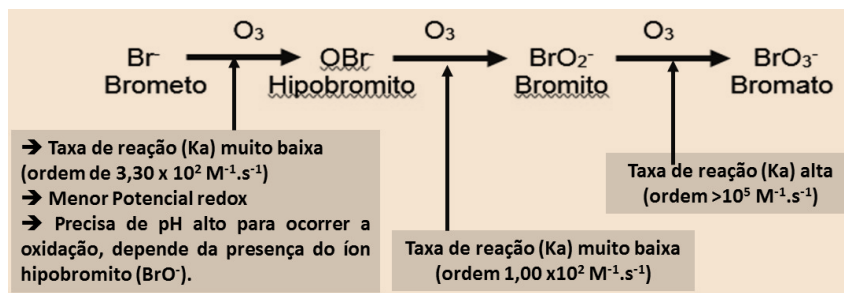 O₃ O₃ O₃
Br⁻ OBr⁻ BrO₂⁻ BrO₃⁻
Brometo Hipobromito Bromito Bromato
➔ Taxa de reação (Ka) muito baixa
(ordem de 3,30 x 10² M⁻¹.s⁻¹)
➔ Menor Potencial redox
➔ Precisa de pH alto para ocorrer a
oxidação, depende da presença do íon
hipobromito (BrO⁻).
Taxa de reação (Ka) muito baixa
(ordem 1,00 x10² M⁻¹.s⁻¹)
Taxa de reação (Ka) alta
(ordem >10⁵ M⁻¹.s⁻¹)